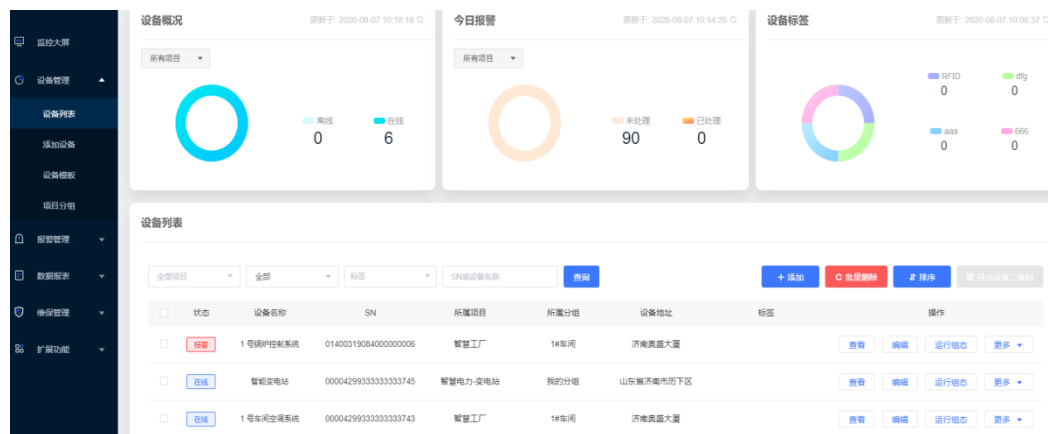 监控大屏
设备管理
设备列表
添加设备
设备模板
项目分组
报警管理
数据报表
维保管理
扩展功能
设备概况 更新于: 2020-08-07 10:18:18
所有项目
离线 在线
0 6
今日报警 更新于: 2020-08-07 10:14:26
所有项目
未处理 已处理
90 0
设备标签 更新于: 2020-08-07 10:06:37
RFID dfg
0 0
aaa 666
0 0
设备列表
全部项目 全部 标签 SN或设备名称 查询 + 添加 批量删除 排序 导出设备二维码
状态 设备名称 SN 所属项目 所属分组 设备地址 标签 操作
报警 1号锅炉控制系统 01400319084000000006 智慧工厂 1#车间 济南奥盛大厦 查看 编辑 运行组态 更多
在线 智能变电站 00004299333333333745 智慧电力-变电站 我的分组 山东省济南市历下区 查看 编辑 运行组态 更多
在线 1号车间空调系统 00004299333333333743 智慧工厂 1#车间 济南奥盛大厦 查看 编辑 运行组态 更多